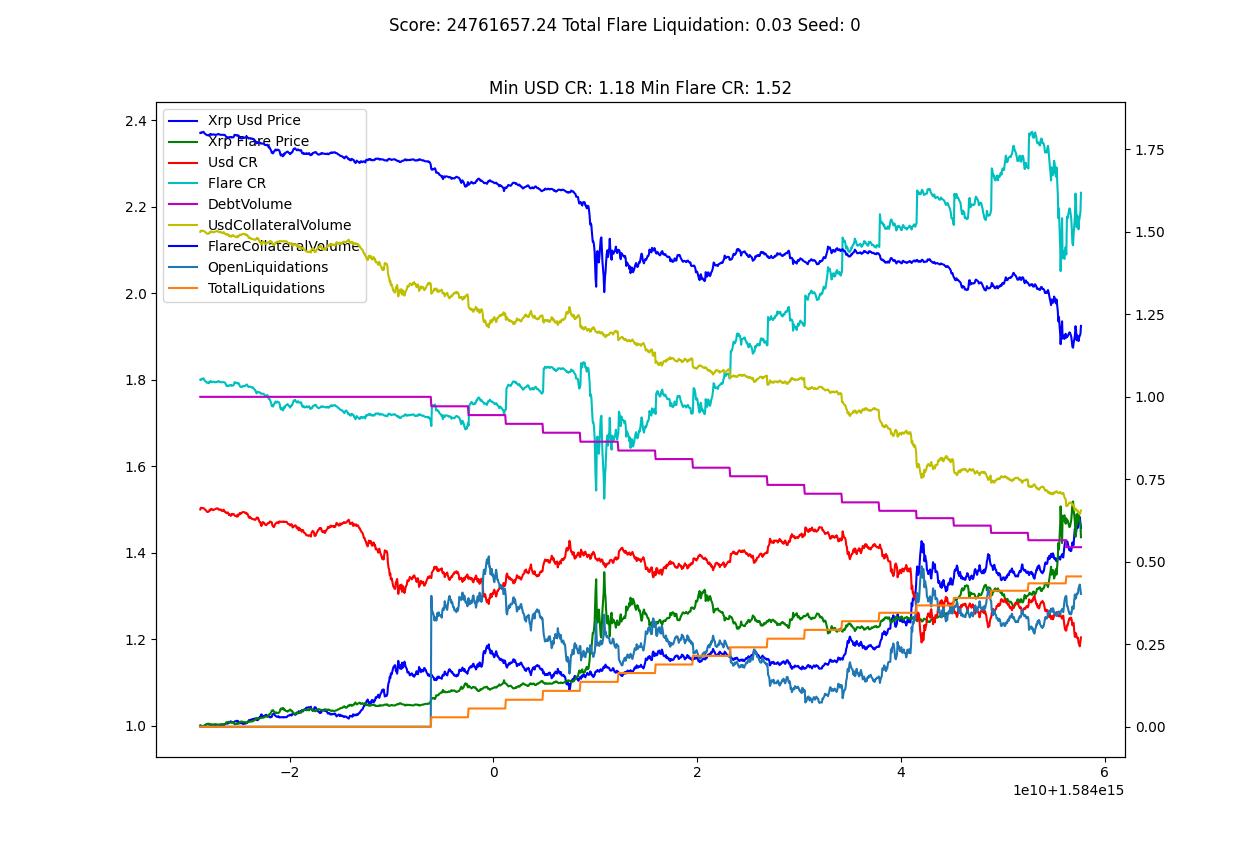 Score: 24761657.24 Total Flare Liquidation: 0.03 Seed: 0
Min USD CR: 1.18 Min Flare CR: 1.52
Xrp Usd Price
Xrp Flare Price
Usd CR
Flare CR
DebtVolume
UsdCollateralVolume
FlareCollateralVolume
OpenLiquidations
TotalLiquidations
2.4
2.2
2.0
1.8
1.6
1.4
1.2
1.0
1.75
1.50
1.25
1.00
0.75
0.50
0.25
0.00
−2
0
2
4
6
1e10+1.584e15